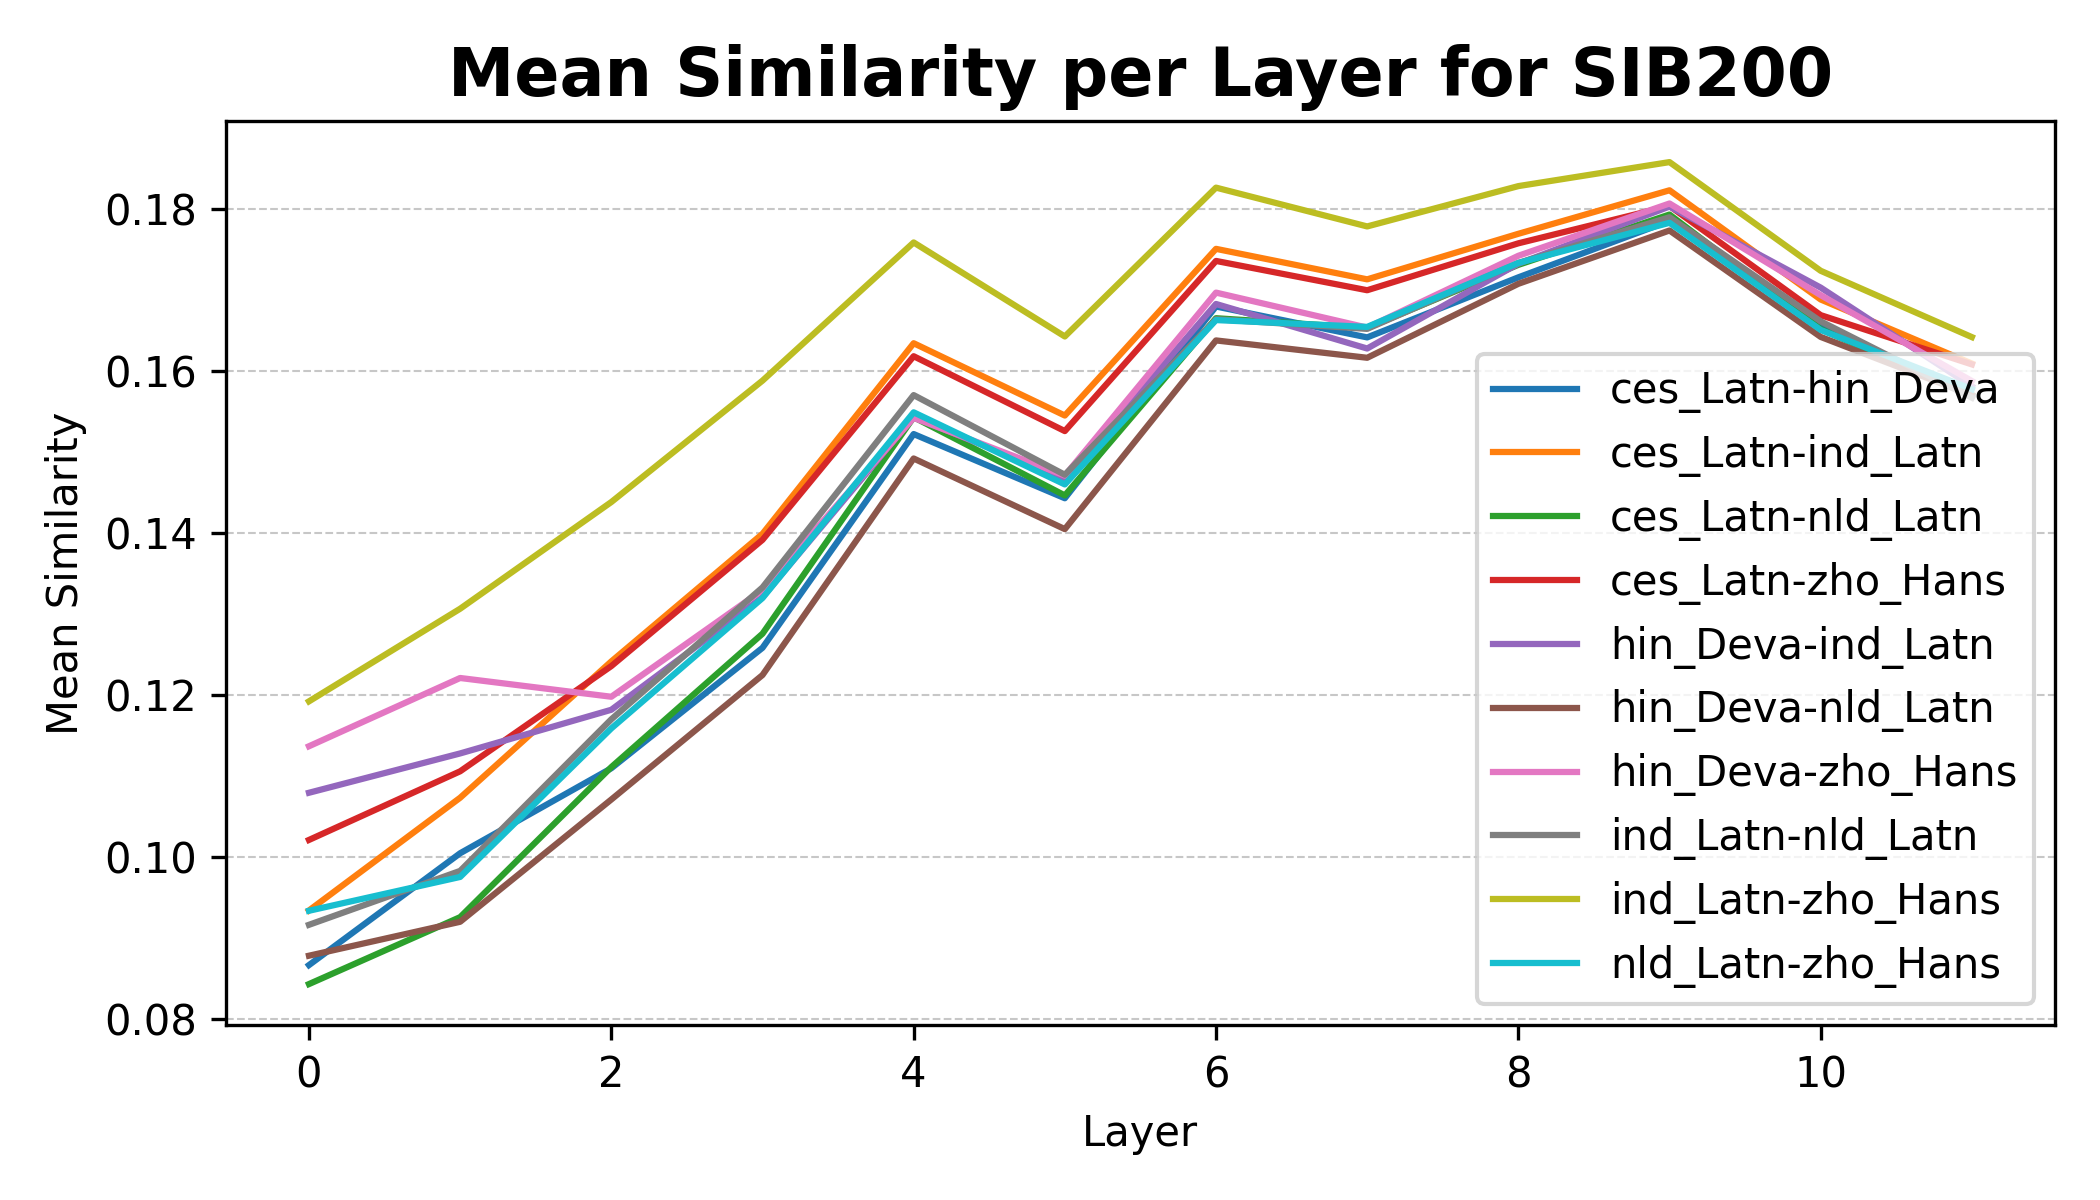 Mean Similarity per Layer for SIB200
Mean Similarity
0.18
0.16
0.14
0.12
0.10
0.08
0
2
4
6
8
10
Layer
ces_Latn-hin_Deva
ces_Latn-ind_Latn
ces_Latn-nld_Latn
ces_Latn-zho_Hans
hin_Deva-ind_Latn
hin_Deva-nld_Latn
hin_Deva-zho_Hans
ind_Latn-nld_Latn
ind_Latn-zho_Hans
nld_Latn-zho_Hans